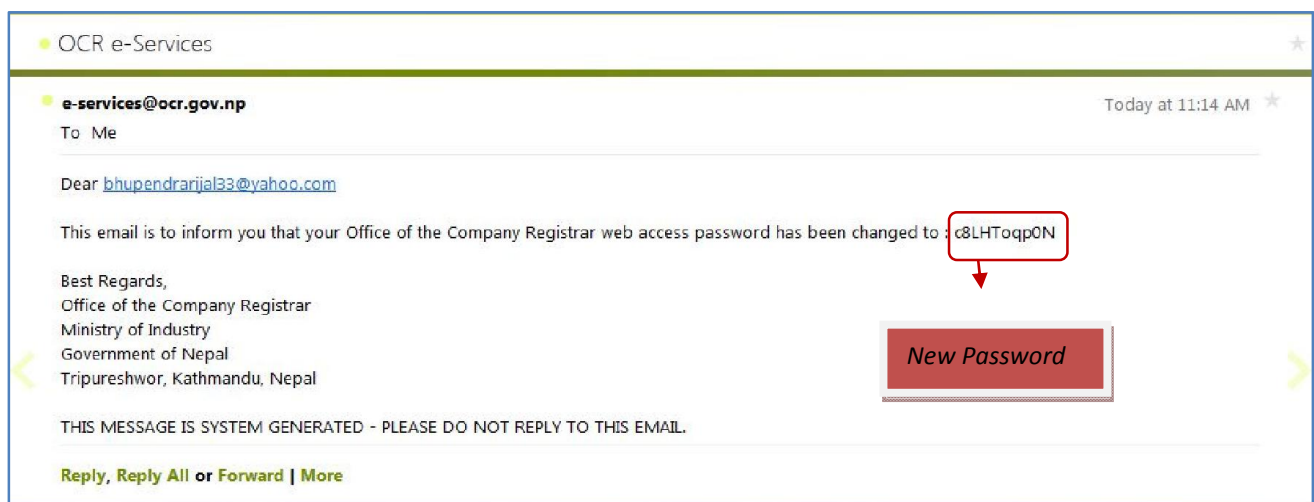 OCR e-Services
e-services@ocr.gov.np
Today at 11:14 AM
To Me
Dear bhupendrarijal33@yahoo.com
This email is to inform you that your Office of the Company Registrar web access password has been changed to : c8LHToqp0N
Best Regards,
Office of the Company Registrar
Ministry of Industry
Government of Nepal
Tripureshwor, Kathmandu, Nepal
New Password
THIS MESSAGE IS SYSTEM GENERATED - PLEASE DO NOT REPLY TO THIS EMAIL.
Reply, Reply All or Forward | More